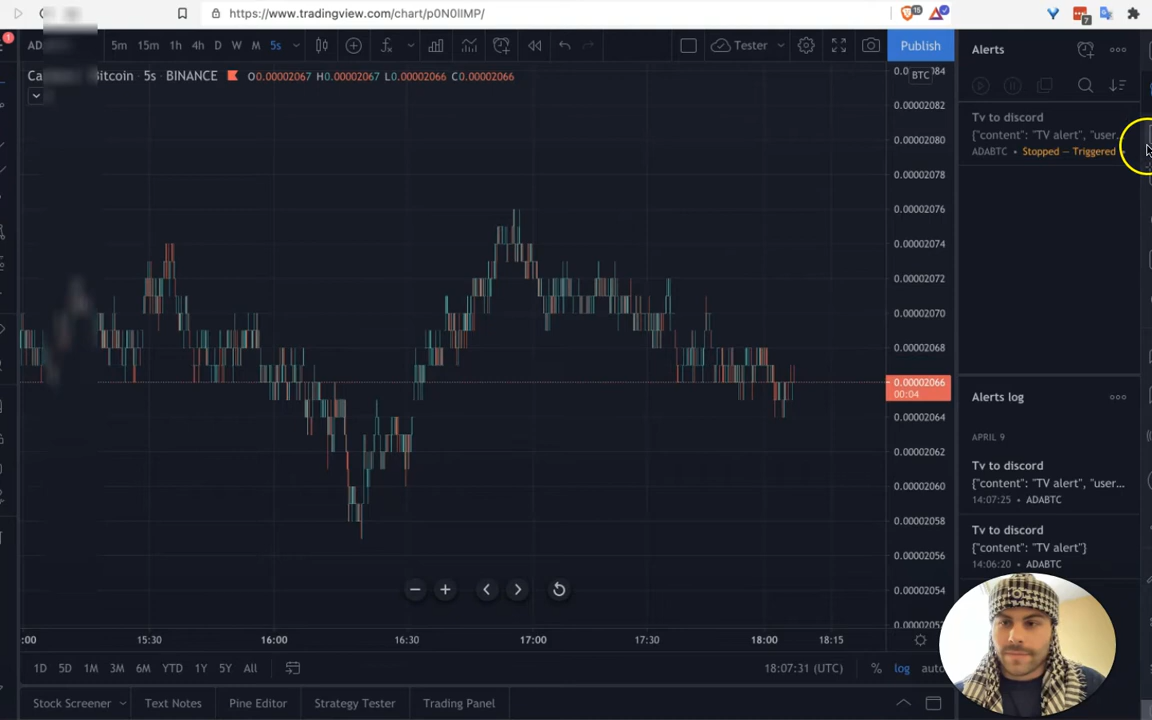 https://www.tradingview.com/chart/p0N0IIMP/
15
7
1
AD
5m 15m 1h 4h D W M 5s
Tester
Publish
Alerts
Bitcoin · 5s · BINANCE O0.00002067 H0.00002067 L0.00002066 C0.00002066
BTC
Tv to discord
{"content": "TV alert", "user...
ADABTC • Stopped — Triggered
0.00002082
0.00002080
0.00002078
0.00002076
0.00002074
0.00002072
0.00002070
0.00002068
0.00002066
00:04
0.00002064
0.00002062
0.00002060
0.00002058
0.00002056
0.00002054
Alerts log
APRIL 9
Tv to discord
{"content": "TV alert", "user...
14:07:25 • ADABTC
Tv to discord
{"content": "TV alert"}
14:06:20 • ADABTC
:00 15:30 16:00 16:30 17:00 17:30 18:00 18:15
1D 5D 1M 3M 6M YTD 1Y 5Y All
18:07:31 (UTC) % log auto
Stock Screener Text Notes Pine Editor Strategy Tester Trading Panel